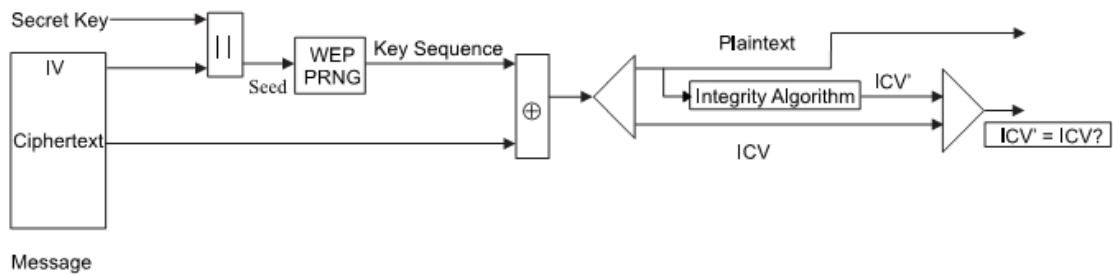 Secret Key
IV
Ciphertext
Message
||
Seed
WEP
PRNG
Key Sequence
⊕
Plaintext
Integrity Algorithm
ICV'
ICV
ICV' = ICV?